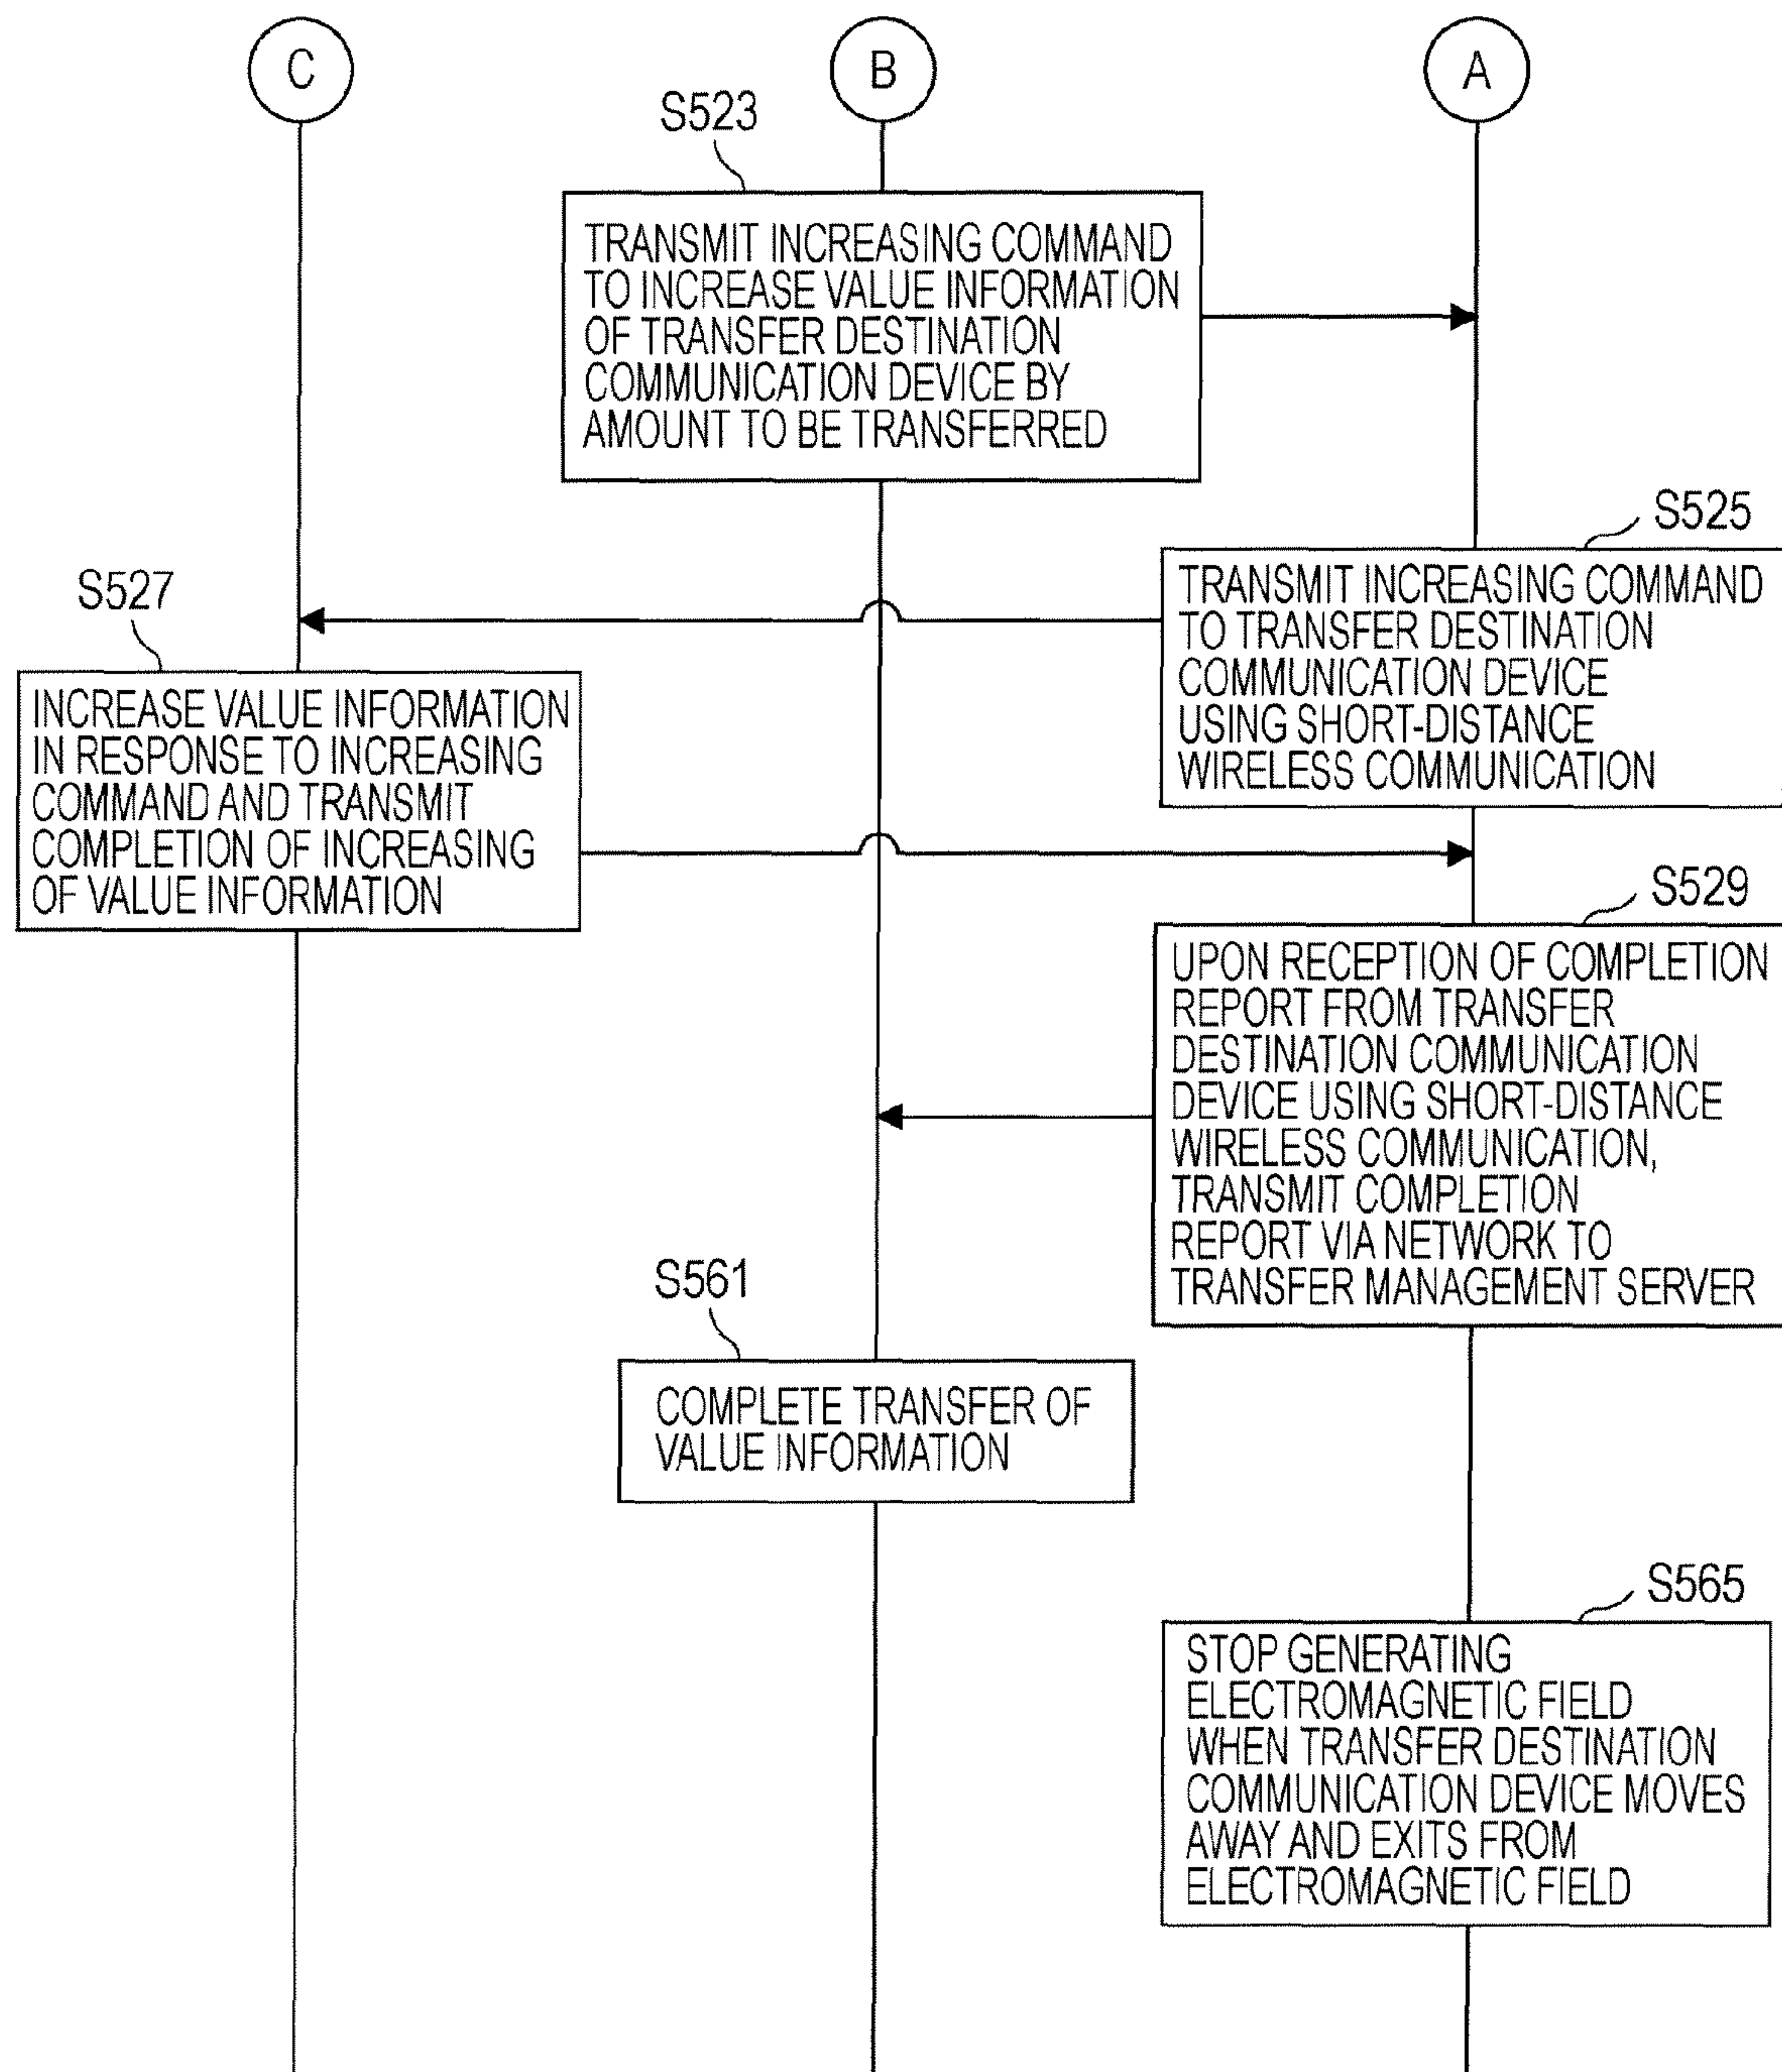 C
B
A
S523
TRANSMIT INCREASING COMMAND
TO INCREASE VALUE INFORMATION
OF TRANSFER DESTINATION
COMMUNICATION DEVICE BY
AMOUNT TO BE TRANSFERRED
S525
TRANSMIT INCREASING COMMAND
TO TRANSFER DESTINATION
COMMUNICATION DEVICE
USING SHORT-DISTANCE
WIRELESS COMMUNICATION
S527
INCREASE VALUE INFORMATION
IN RESPONSE TO INCREASING
COMMAND AND TRANSMIT
COMPLETION OF INCREASING
OF VALUE INFORMATION
S529
UPON RECEPTION OF COMPLETION
REPORT FROM TRANSFER
DESTINATION COMMUNICATION
DEVICE USING SHORT-DISTANCE
WIRELESS COMMUNICATION,
TRANSMIT COMPLETION
REPORT VIA NETWORK TO
TRANSFER MANAGEMENT SERVER
S561
COMPLETE TRANSFER OF
VALUE INFORMATION
S565
STOP GENERATING
ELECTROMAGNETIC FIELD
WHEN TRANSFER DESTINATION
COMMUNICATION DEVICE MOVES
AWAY AND EXITS FROM
ELECTROMAGNETIC FIELD